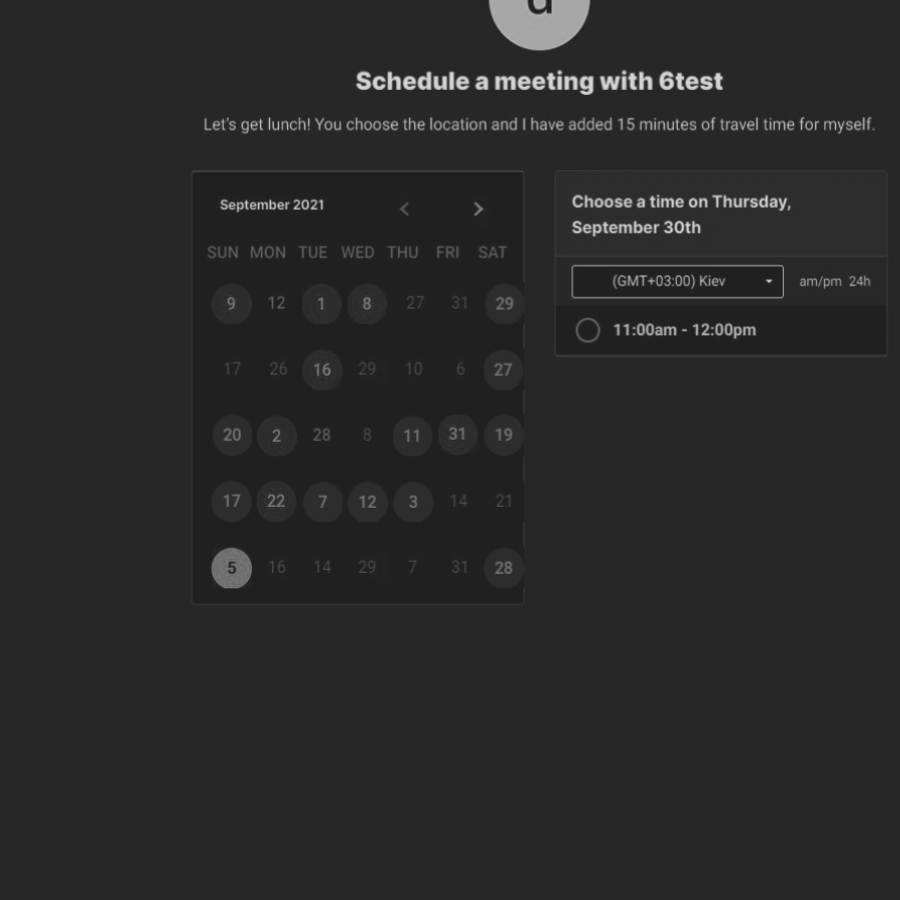 d
Schedule a meeting with 6test
Let's get lunch! You choose the location and I have added 15 minutes of travel time for myself.
September 2021
SUN MON TUE WED THU FRI SAT
9 12 1 8 27 31 29
17 26 16 29 10 6 27
20 2 28 8 11 31 19
17 22 7 12 3 14 21
5 16 14 29 7 31 28
Choose a time on Thursday,
September 30th
(GMT+03:00) Kiev am/pm 24h
11:00am - 12:00pm